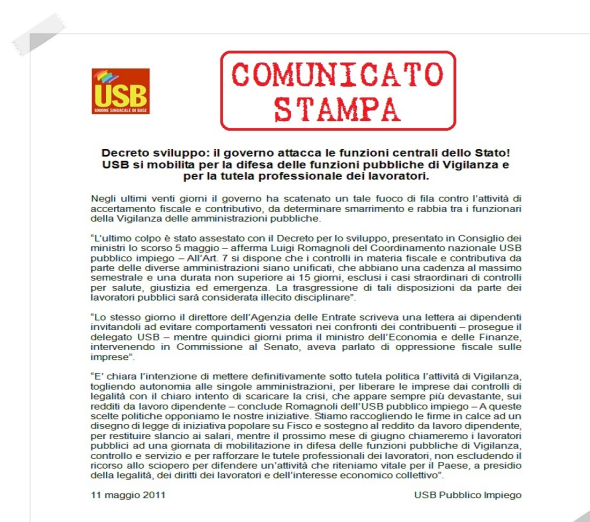 USB
UNIONE SINDACALE DI BASE
COMUNICATO
STAMPA
Decreto sviluppo: il governo attacca le funzioni centrali dello Stato!
USB si mobilita per la difesa delle funzioni pubbliche di Vigilanza e
per la tutela professionale dei lavoratori.
Negli ultimi venti giorni il governo ha scatenato un tale fuoco di fila contro l'attività di
accertamento fiscale e contributivo, da determinare smarrimento e rabbia tra i funzionari
della Vigilanza delle amministrazioni pubbliche.
"L'ultimo colpo è stato assestato con il Decreto per lo sviluppo, presentato in Consiglio dei
ministri lo scorso 5 maggio – afferma Luigi Romagnoli del Coordinamento nazionale USB
pubblico impiego – All'Art. 7 si dispone che i controlli in materia fiscale e contributiva da
parte delle diverse amministrazioni siano unificati, che abbiano una cadenza al massimo
semestrale e una durata non superiore ai 15 giorni, esclusi i casi straordinari di controlli
per salute, giustizia ed emergenza. La trasgressione di tali disposizioni da parte dei
lavoratori pubblici sarà considerata illecito disciplinare".
"Lo stesso giorno il direttore dell'Agenzia delle Entrate scriveva una lettera ai dipendenti
invitandoli ad evitare comportamenti vessatori nei confronti dei contribuenti – prosegue il
delegato USB – mentre quindici giorni prima il ministro dell'Economia e delle Finanze,
intervenendo in Commissione al Senato, aveva parlato di oppressione fiscale sulle
imprese".
"E' chiara l'intenzione di mettere definitivamente sotto tutela politica l'attività di Vigilanza,
togliendo autonomia alle singole amministrazioni, per liberare le imprese dai controlli di
legalità con il chiaro intento di scaricare la crisi, che appare sempre più devastante, sui
redditi da lavoro dipendente – conclude Romagnoli dell'USB pubblico impiego – A queste
scelte politiche opponiamo le nostre iniziative. Stiamo raccogliendo le firme in calce ad un
disegno di legge di iniziativa popolare su Fisco e sostegno al reddito da lavoro dipendente,
per restituire slancio ai salari, mentre il prossimo mese di giugno chiameremo i lavoratori
pubblici ad una giornata di mobilitazione in difesa delle funzioni pubbliche di Vigilanza,
controllo e servizio e per rafforzare le tutele professionali dei lavoratori, non escludendo il
ricorso allo sciopero per difendere un'attività che riteniamo vitale per il Paese, a presidio
della legalità, dei diritti dei lavoratori e dell'interesse economico collettivo".
11 maggio 2011 USB Pubblico Impiego